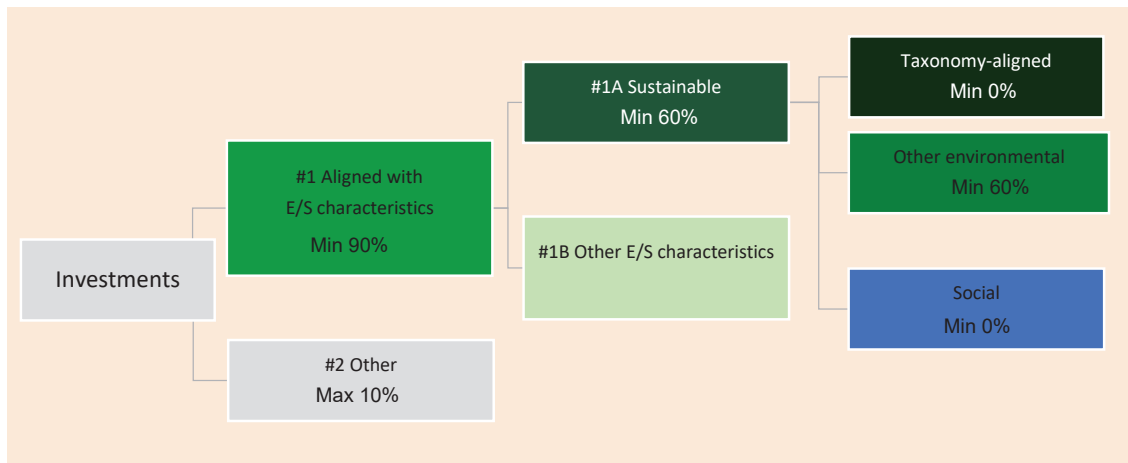 Investments
#1 Aligned with
E/S characteristics
Min 90%
#2 Other
Max 10%
#1A Sustainable
Min 60%
#1B Other E/S characteristics
Taxonomy-aligned
Min 0%
Other environmental
Min 60%
Social
Min 0%